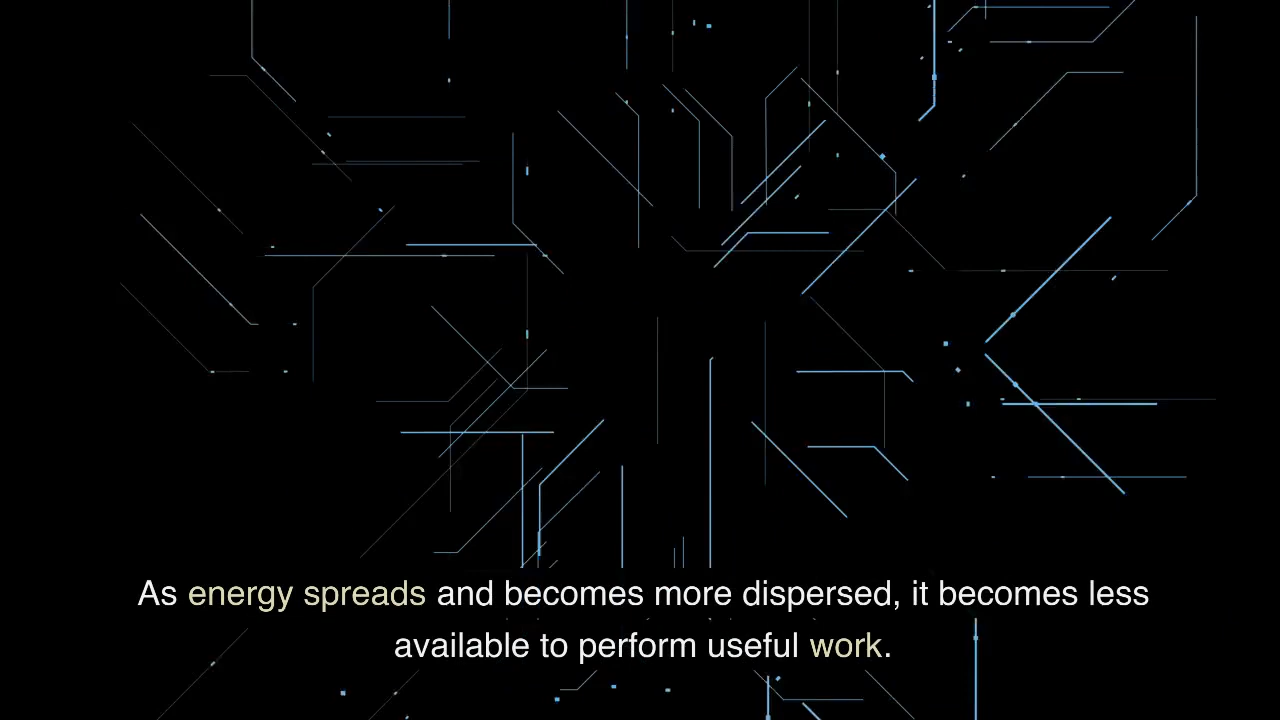 As energy spreads and becomes more dispersed, it becomes less
available to perform useful work.